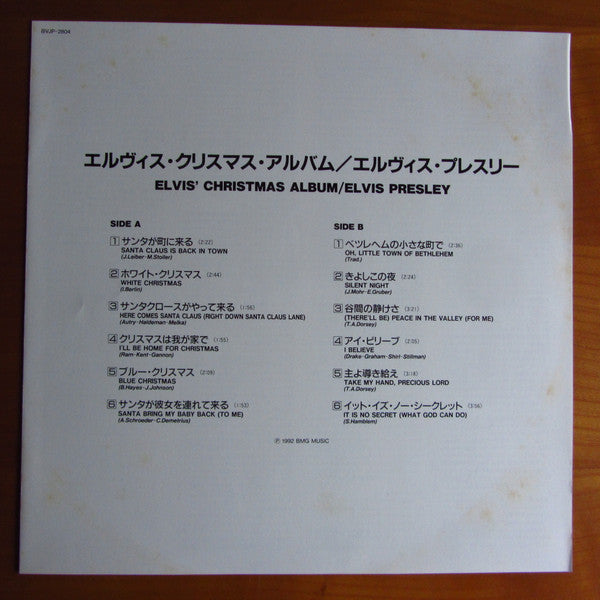 BVJP-2804
エルヴィス・クリスマス・アルバム／エルヴィス・プレスリー
ELVIS' CHRISTMAS ALBUM/ELVIS PRESLEY
SIDE A
1 サンタが町に来る (2:22)
SANTA CLAUS IS BACK IN TOWN
(J.Leiber·M.Stoller)
2 ホワイト・クリスマス (2:44)
WHITE CHRISTMAS
(I.Berlin)
3 サンタクロースがやって来る (1:56)
HERE COMES SANTA CLAUS (RIGHT DOWN SANTA CLAUS LANE)
(Autry·Haldeman·Melka)
4 クリスマスは我が家で (1:55)
I'LL BE HOME FOR CHRISTMAS
(Ram·Kent·Gannon)
5 ブルー・クリスマス (2:09)
BLUE CHRISTMAS
(B.Hayes·J.Johnson)
6 サンタが彼女を連れて来る (1:53)
SANTA BRING MY BABY BACK (TO ME)
(A.Schroeder·C.Demetrius)
SIDE B
1 ベツレヘムの小さな町で (2:36)
OH, LITTLE TOWN OF BETHLEHEM
(Trad.)
2 きよしこの夜 (2:24)
SILENT NIGHT
(J.Mohr·E.Gruber)
3 谷間の静けさ (3:21)
(THERE'LL BE) PEACE IN THE VALLEY (FOR ME)
(T.A.Dorsey)
4 アイ・ビリーブ (2:05)
I BELIEVE
(Drake·Graham·Shirl·Stillman)
5 主よ導き給え (3:18)
TAKE MY HAND, PRECIOUS LORD
(T.A.Dorsey)
6 イット・イズ・ノー・シークレット (3:56)
IT IS NO SECRET (WHAT GOD CAN DO)
(S.Hamblem)
Ⓟ 1992 BMG MUSIC